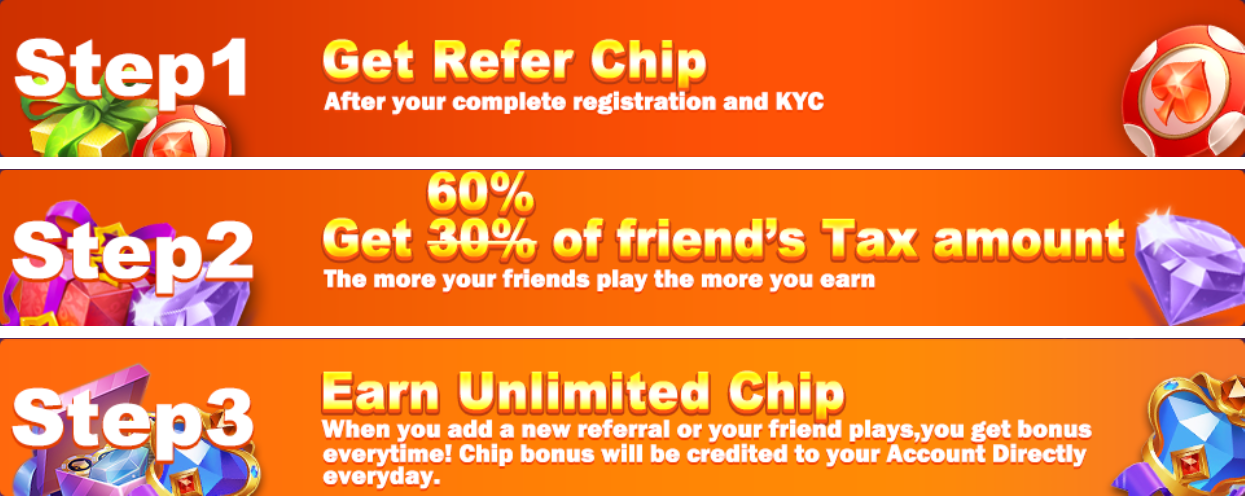 Step1
Get Refer Chip
After your complete registration and KYC
60%
Step2
Get 30% of friend's Tax amount
The more your friends play the more you earn
Step3
Earn Unlimited Chip
When you add a new referral or your friend plays,you get bonus
everytime! Chip bonus will be credited to your Account Directly
everyday.